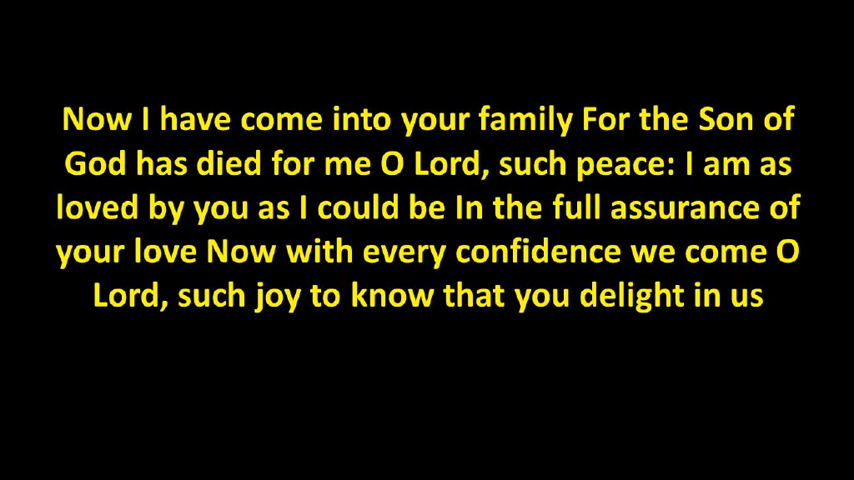 Now I have come into your family For the Son of
God has died for me O Lord, such peace: I am as
loved by you as I could be In the full assurance of
your love Now with every confidence we come O
Lord, such joy to know that you delight in us